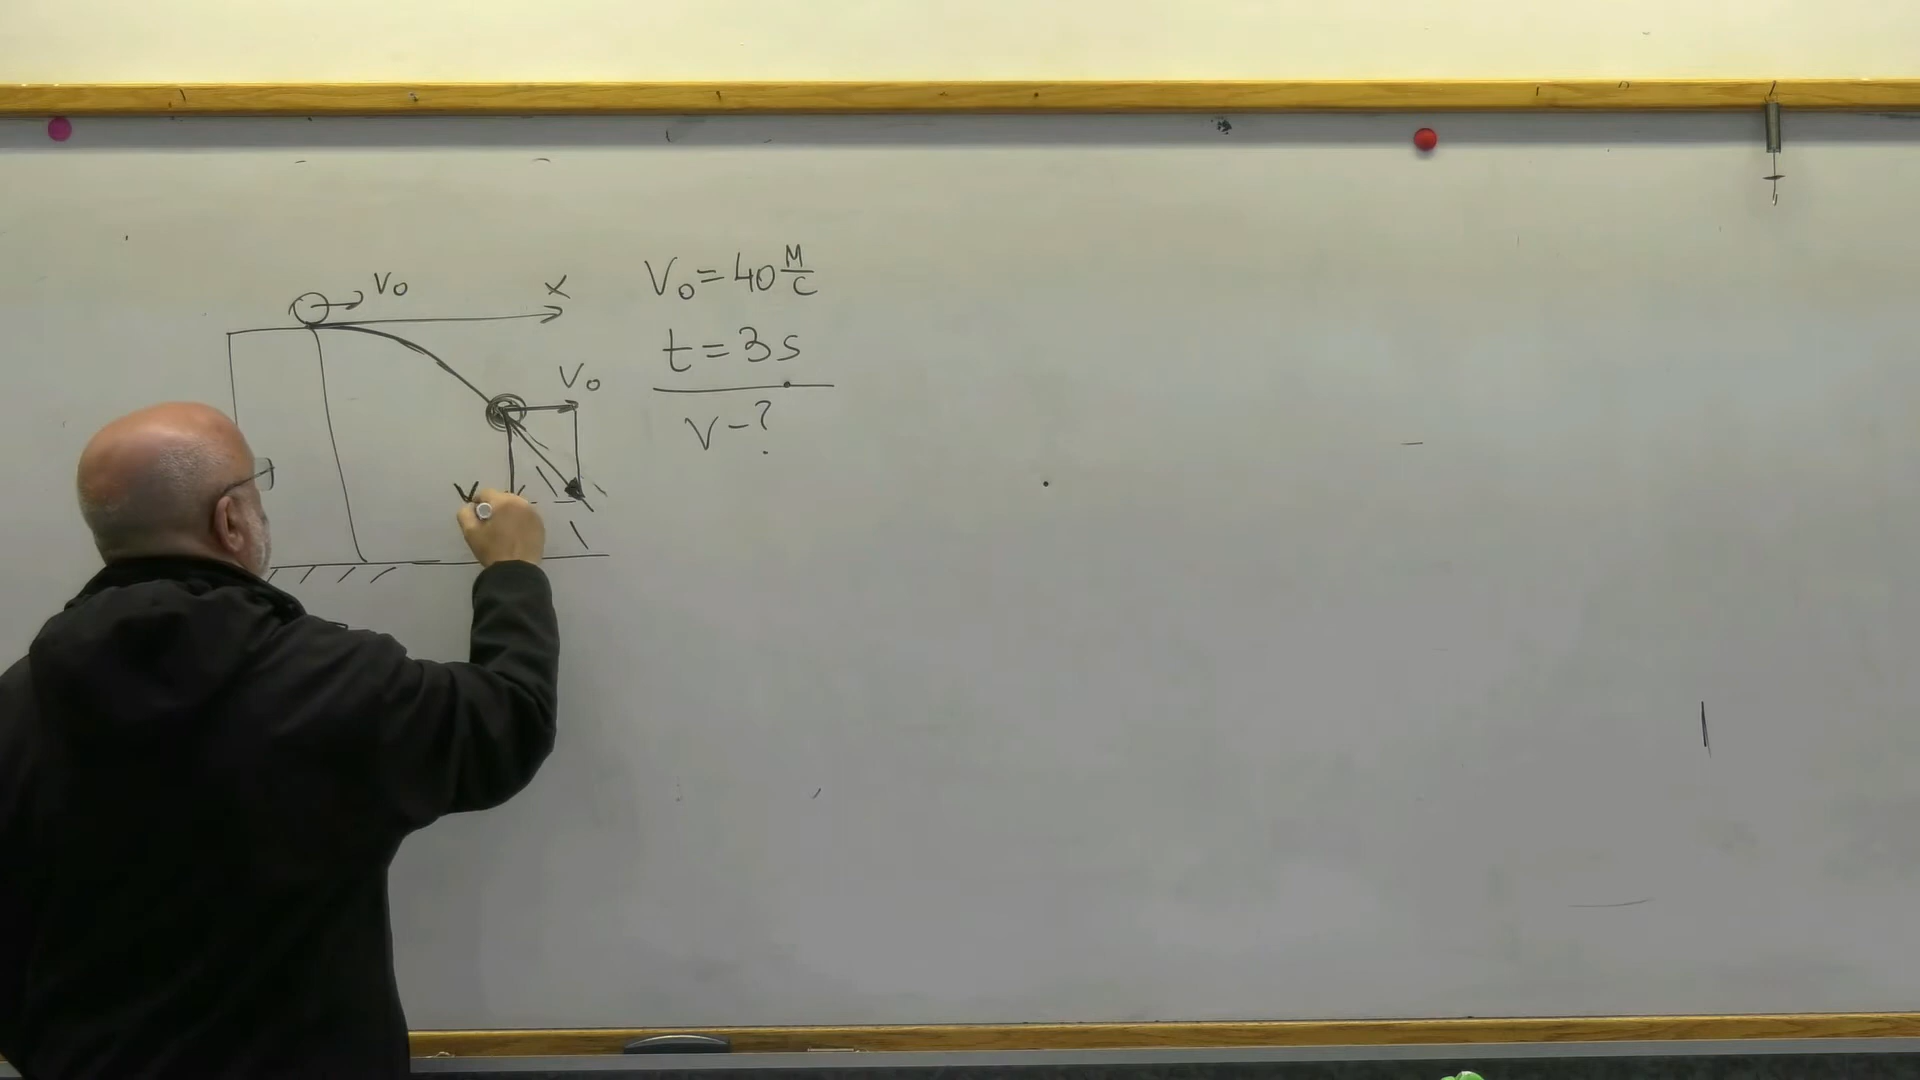 V₀
X
V₀ = 40 м/с
t = 3 s
V₀
V - ?
V